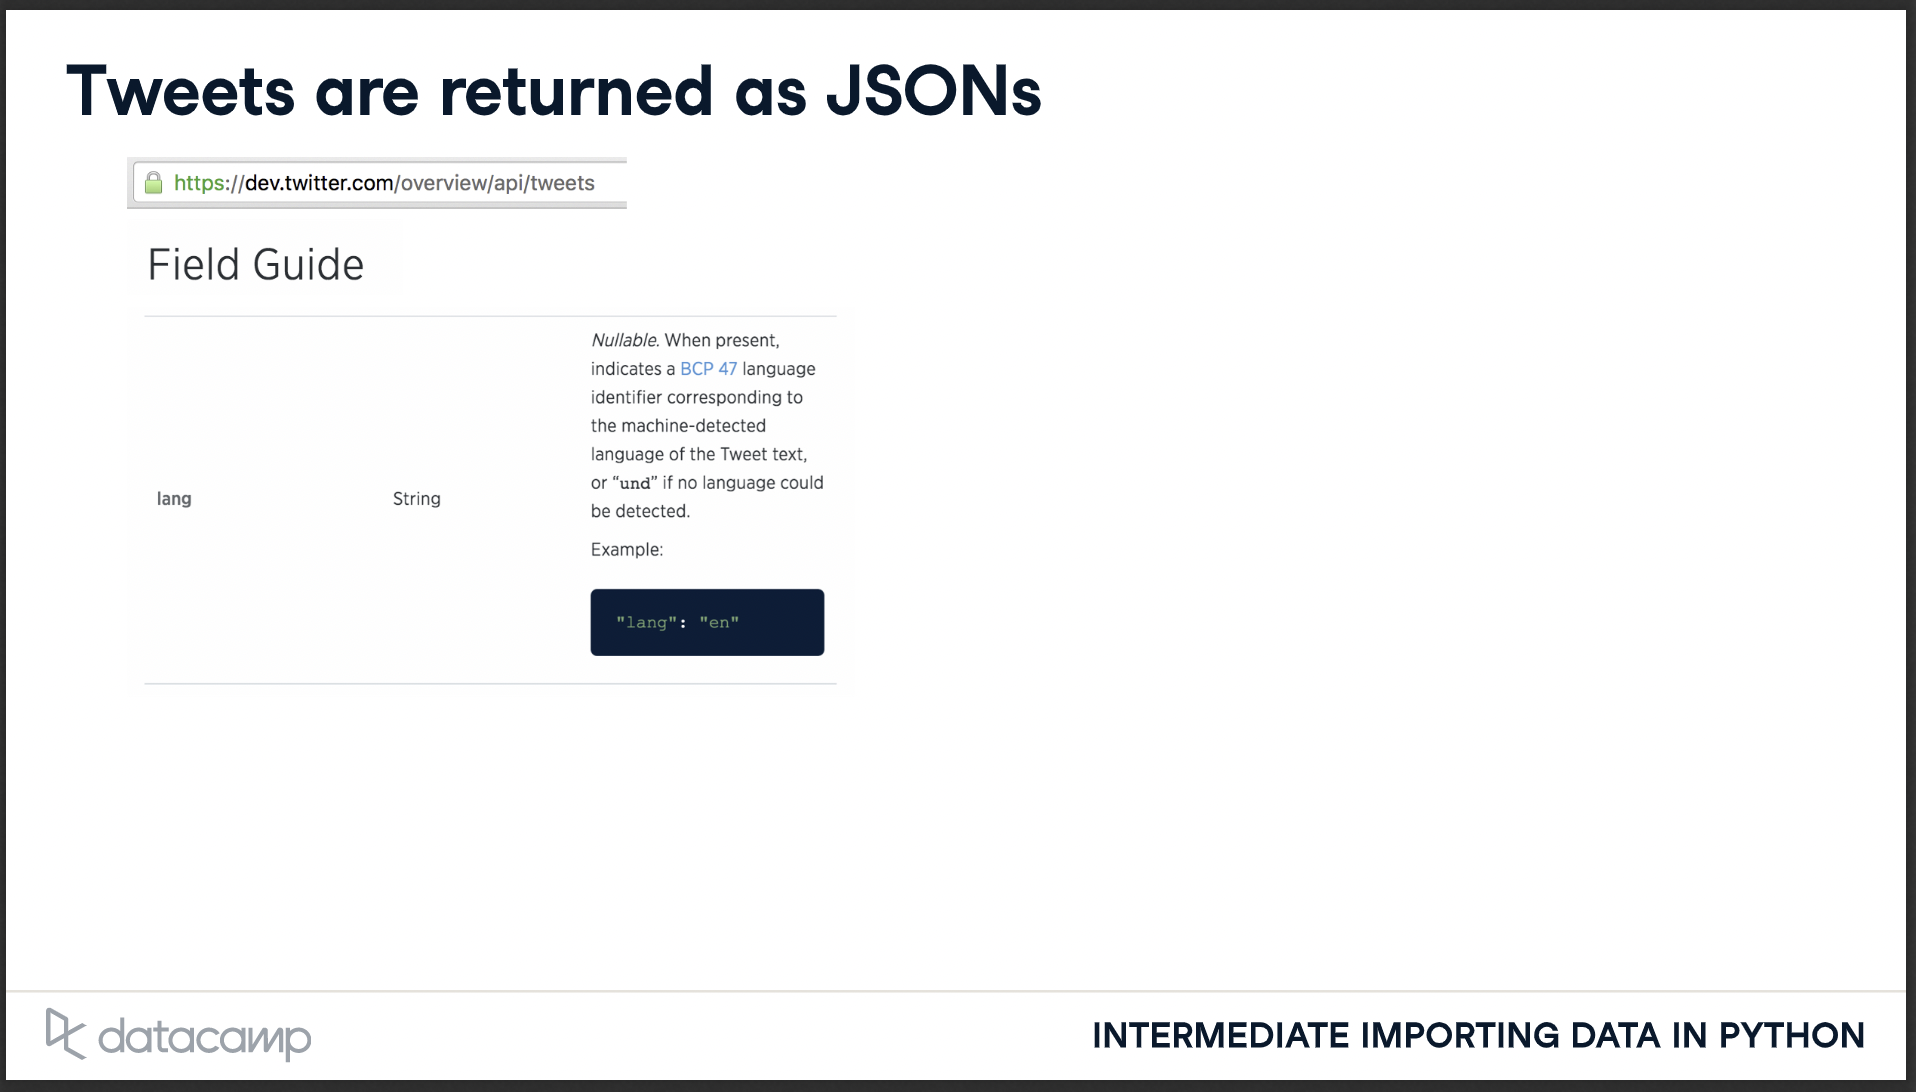 Tweets are returned as JSONs
https://dev.twitter.com/overview/api/tweets
Field Guide
lang
String
Nullable. When present,
indicates a BCP 47 language
identifier corresponding to
the machine-detected
language of the Tweet text,
or “und” if no language could
be detected.
Example:
"lang": "en"
datacamp
INTERMEDIATE IMPORTING DATA IN PYTHON